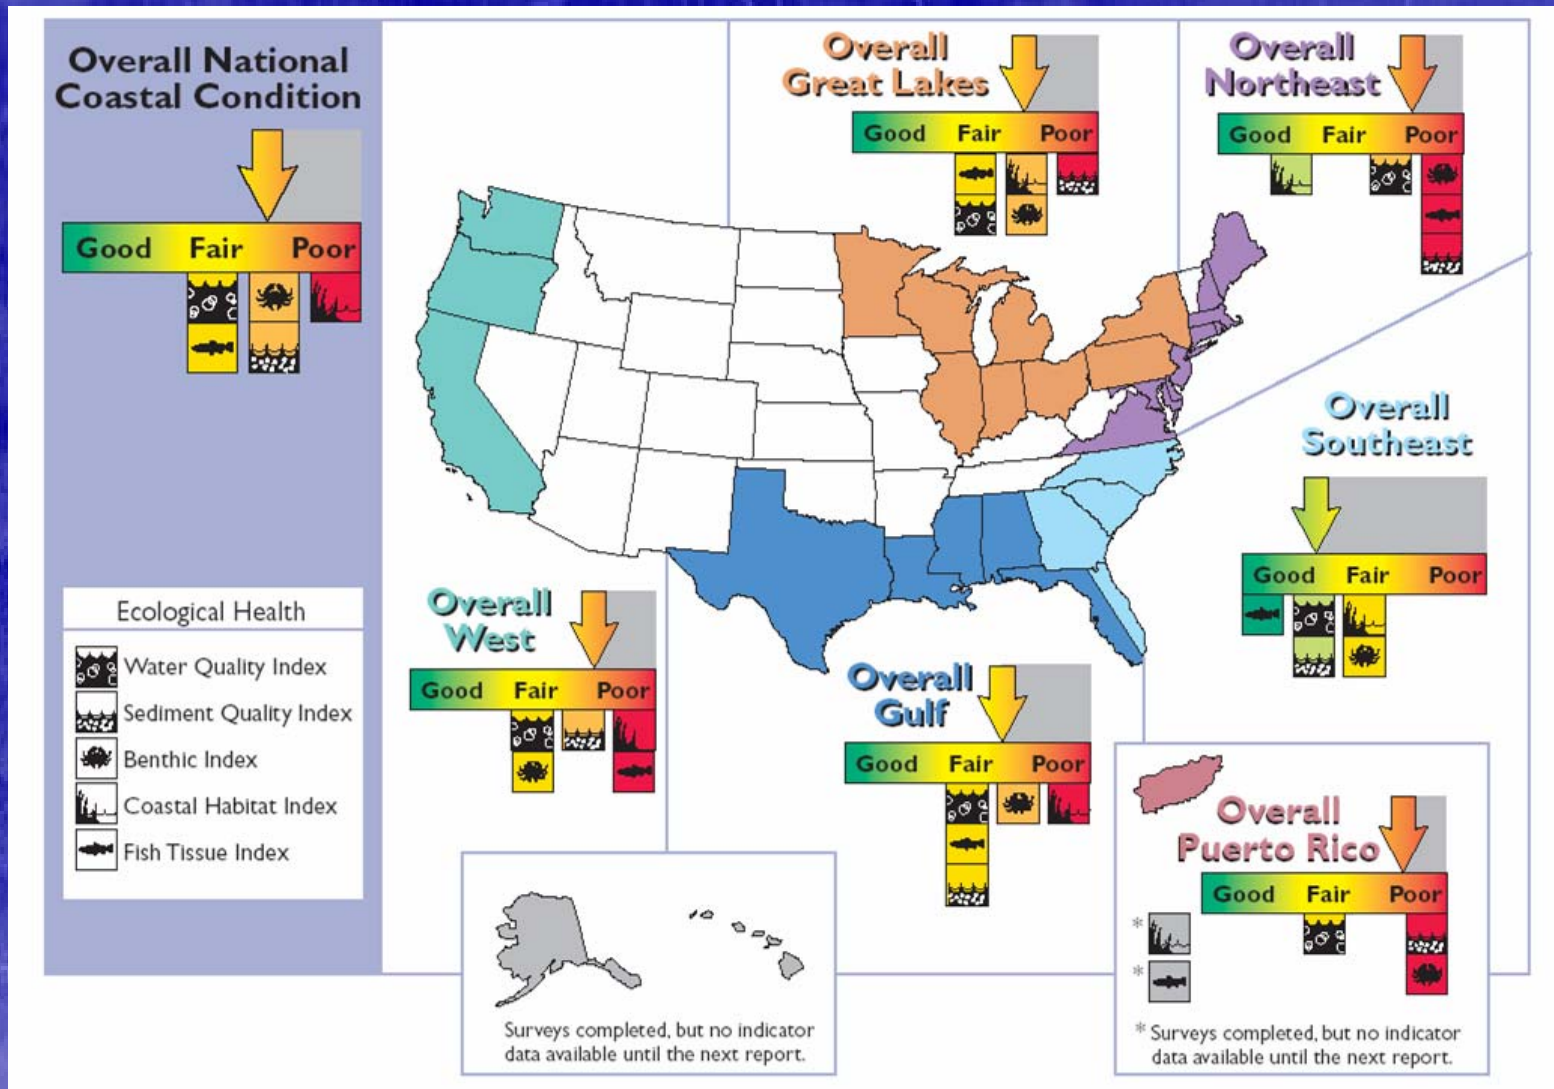 Overall National
Coastal Condition
Good Fair Poor
Ecological Health
Water Quality Index
Sediment Quality Index
Benthic Index
Coastal Habitat Index
Fish Tissue Index
Overall
Great Lakes
Good Fair Poor
Overall
Northeast
Good Fair Poor
Overall
Southeast
Good Fair Poor
Overall
West
Good Fair Poor
Overall
Gulf
Good Fair Poor
Surveys completed, but no indicator
data available until the next report.
Overall
Puerto Rico
Good Fair Poor
*
*
* Surveys completed, but no indicator
data available until the next report.